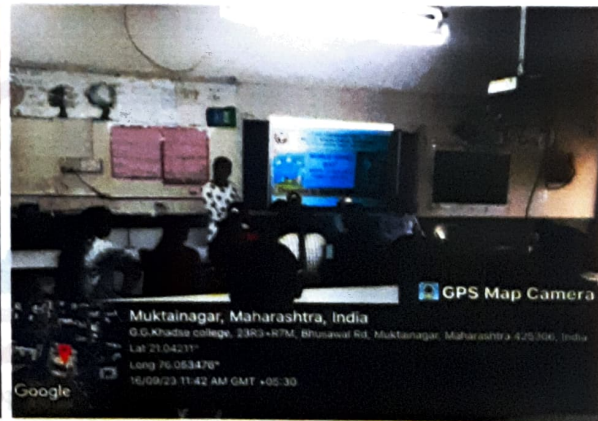 GPS Map Camera
Muktainagar, Maharashtra, India
G.G.Khadse college, 23R3+R7M, Bhusawal Rd, Muktainagar, Maharashtra 425306, India
Lat 21.04211°
Long 76.053476°
16/09/23 11:42 AM GMT +05:30
Google